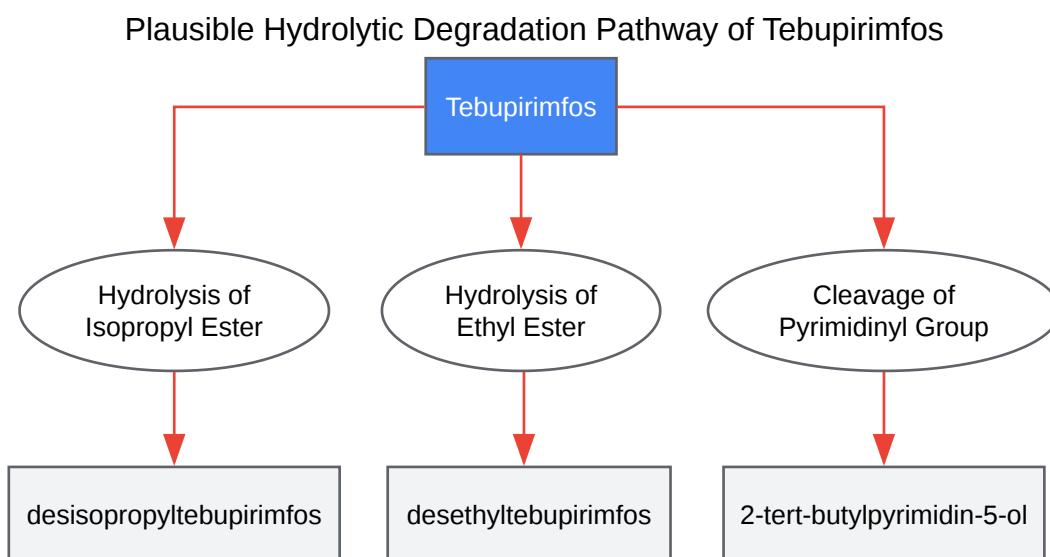 Plausible Hydrolytic Degradation Pathway of Tebupirimfos
Tebupirimfos
Hydrolysis of
Isopropyl Ester
Hydrolysis of
Ethyl Ester
Cleavage of
Pyrimidinyl Group
desisopropyltebupirimfos
desethyltebupirimfos
2-tert-butylpyrimidin-5-ol